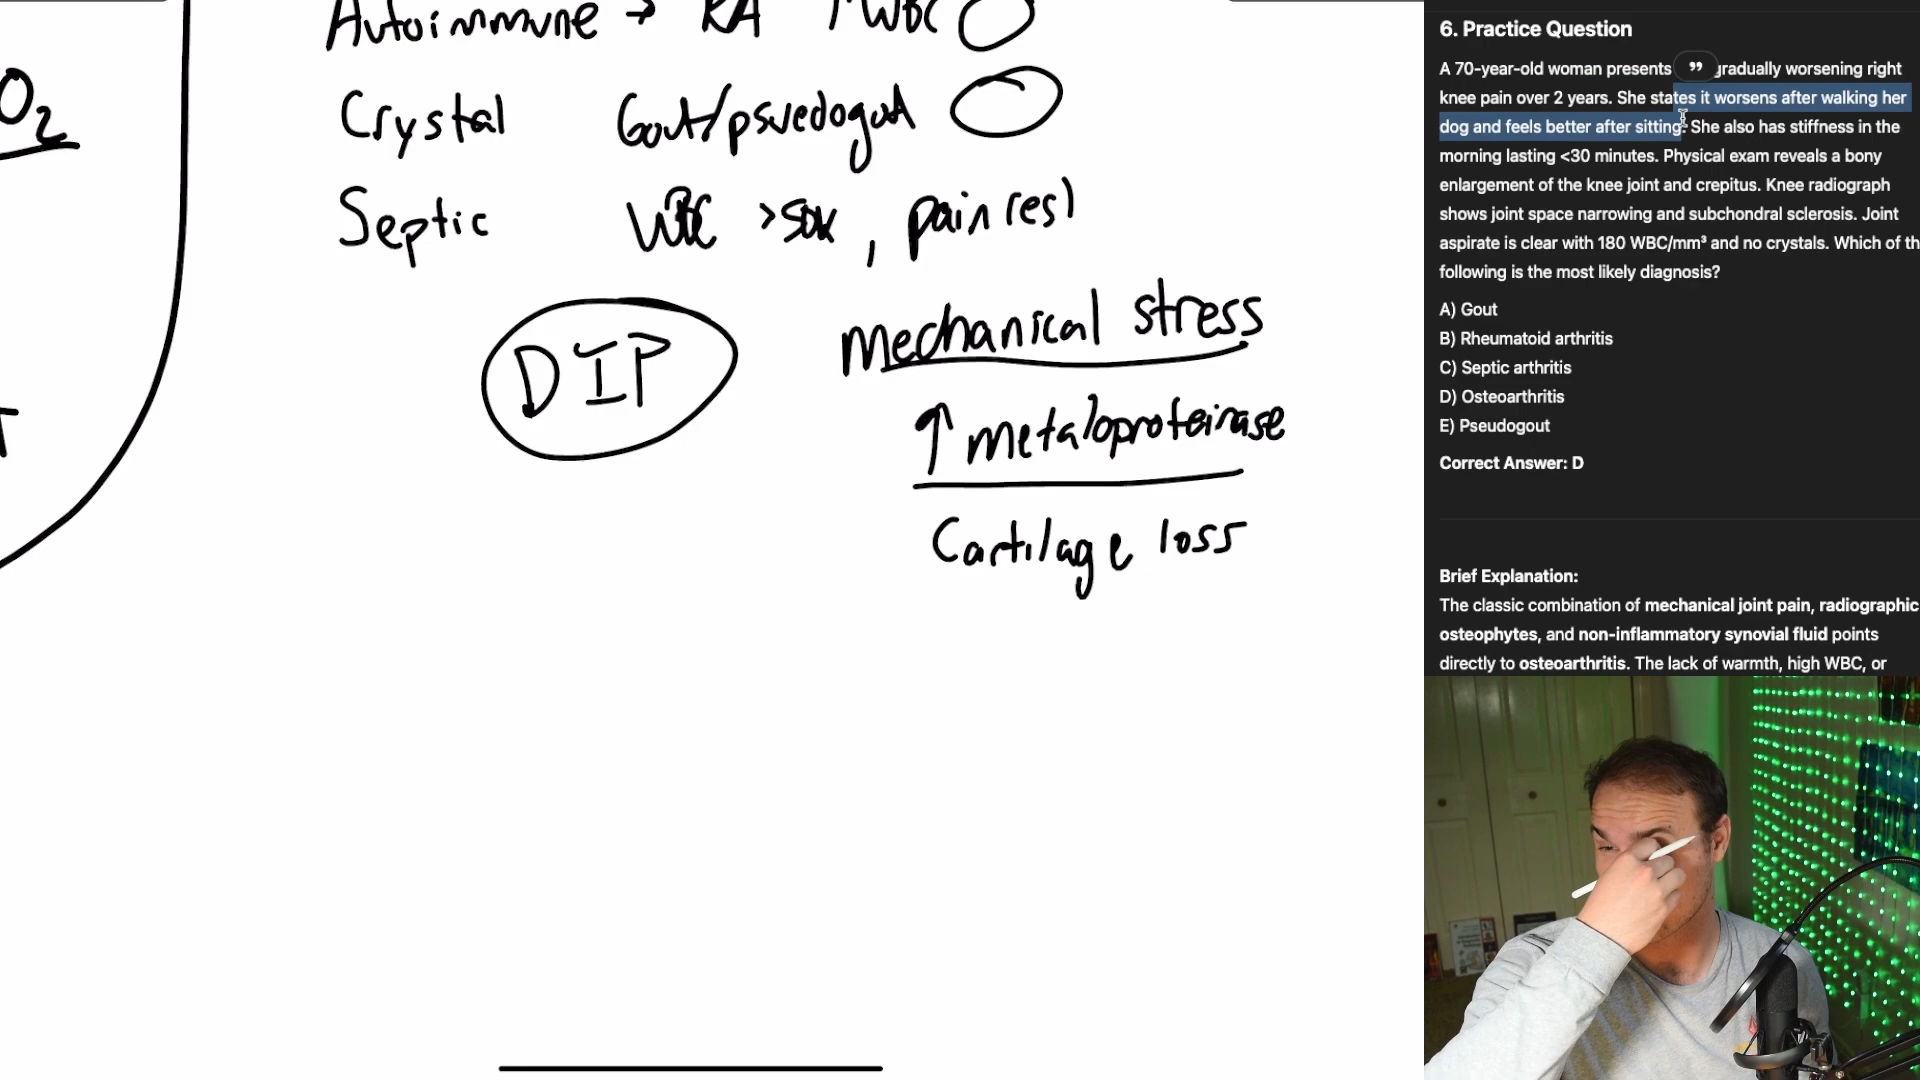 O2
Autoimmune → RA ↑WBC
Crystal Gout/psvedogout
Septic WBC >50K, pain rest
DIP
mechanical stress
↑ metaloproteinase
Cartilage loss
6. Practice Question
A 70-year-old woman presents ” gradually worsening right
knee pain over 2 years. She states it worsens after walking her
dog and feels better after sitting. She also has stiffness in the
morning lasting <30 minutes. Physical exam reveals a bony
enlargement of the knee joint and crepitus. Knee radiograph
shows joint space narrowing and subchondral sclerosis. Joint
aspirate is clear with 180 WBC/mm³ and no crystals. Which of th
following is the most likely diagnosis?
A) Gout
B) Rheumatoid arthritis
C) Septic arthritis
D) Osteoarthritis
E) Pseudogout
Correct Answer: D
Brief Explanation:
The classic combination of mechanical joint pain, radiographic
osteophytes, and non-inflammatory synovial fluid points
directly to osteoarthritis. The lack of warmth, high WBC, or